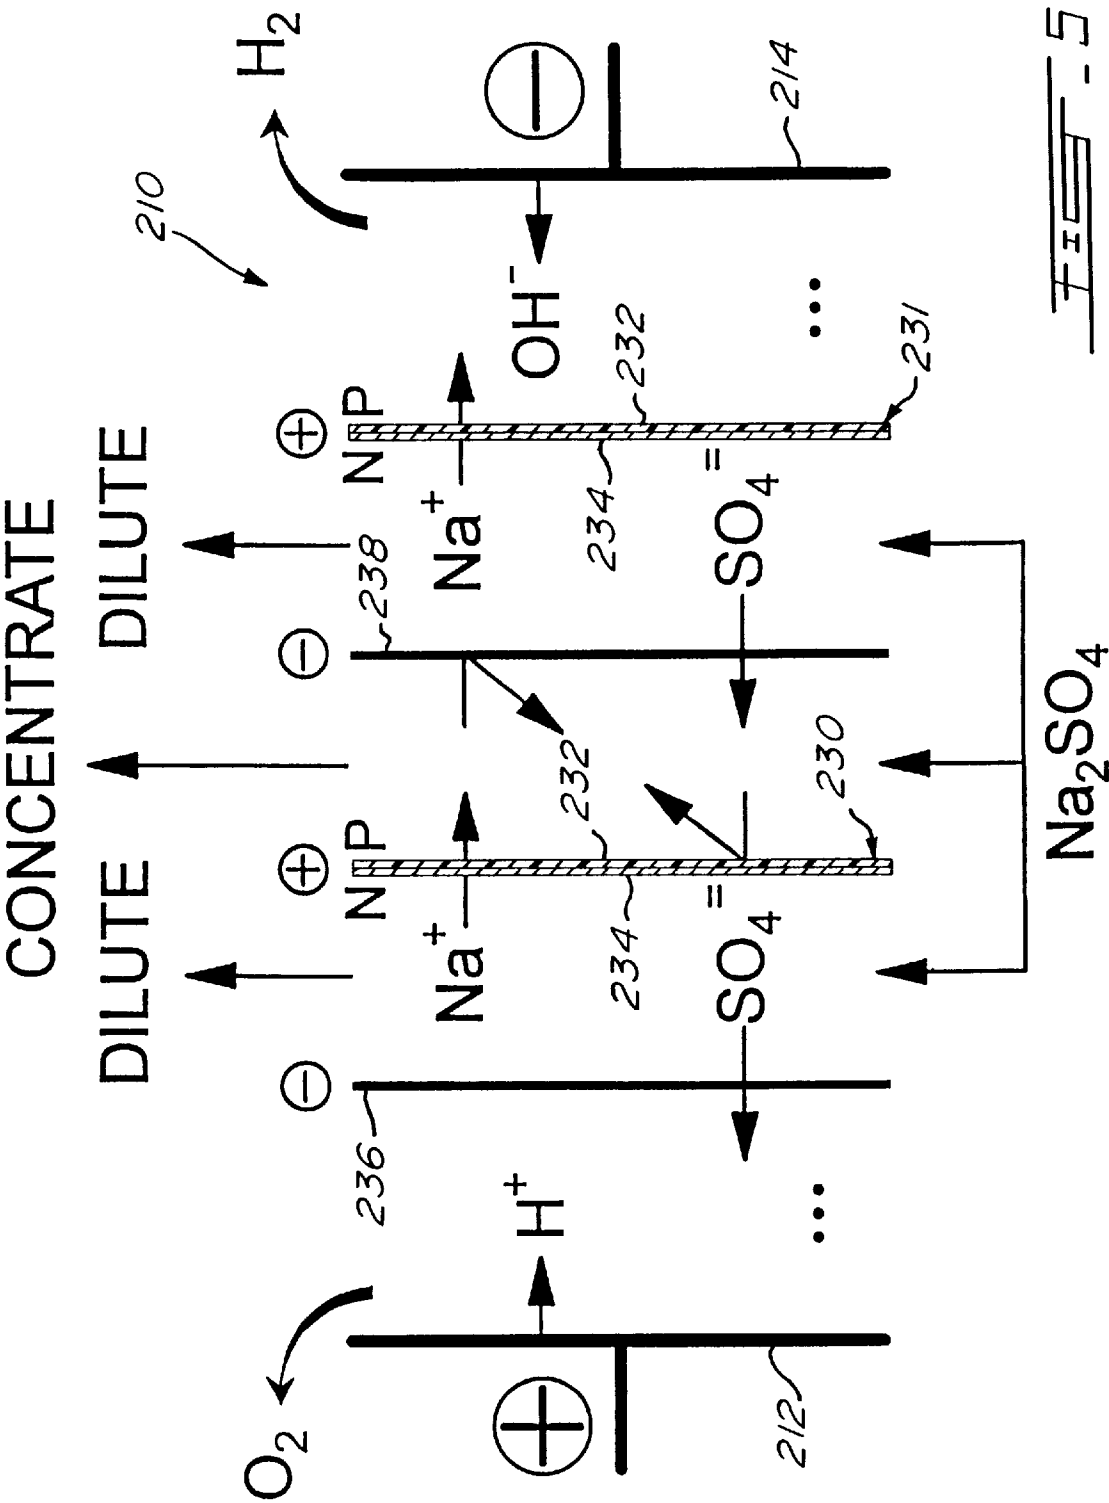 CONCENTRATE
DILUTE DILUTE
O2 H2
210
⊖ ⊕ ⊖ ⊕
236 N P 238 N P
Na+ Na+
⊕ H+ OH− ⊖
232 232
234 234
SO4= SO4=
... ...
212 230 231 214
Na2SO4
FIG-5